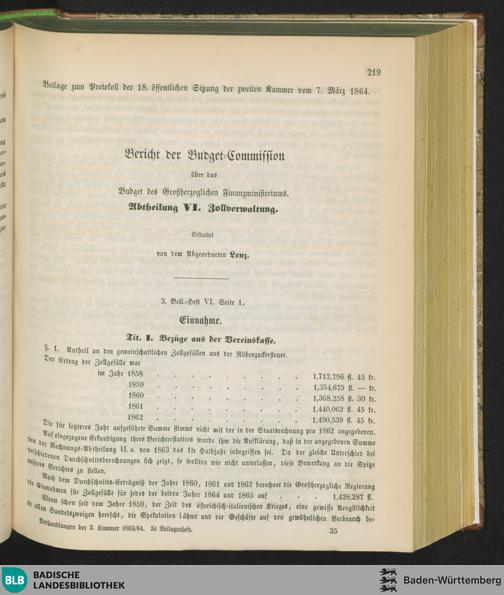 219
Beilage zum Protokoll der 18. öffentlichen Sitzung der zweiten Kammer vom 7. März 1864.
Bericht der Budget-Commission
über das
Budget des Großherzoglichen Finanzministeriums.
Abtheilung VI. Zollverwaltung.
Erstattet
von dem Abgeordneten Lenz.
3. Beil.-Heft VI. Seite 1.
Einnahme.
Tit. I. Bezüge aus der Vereinskasse.
§. 1. Antheil an den gemeinschaftlichen Zollgefällen aus der Rübenzuckersteuer.
Der Ertrag der Zollgefälle war
im Jahr 1858 . . . . . . . . 1,712,796 fl. 45 kr.
1859 . . . . . . . . 1,354,675 fl. — kr.
1860 . . . . . . . . 1,368,258 fl. 30 kr.
1861 . . . . . . . . 1,440,062 fl. 45 kr.
1862 . . . . . . . . 1,490,539 fl. 45 kr.
Die für letzteres Jahr aufgeführte Summe stimmt nicht mit der in der Staatsrechnung pro 1862 angegebenen.
Auf eingezogene Erkundigung ihres Berichterstatters wurde ihm die Aufklärung, daß in der angegebenen Summe
von der Rechnungs-Abtheilung II. a. von 1863 das 1te Halbjahr inbegriffen sei. Da der gleiche Unterschied bei
verschiedenen Durchschnittsberechnungen sich zeigt, so wollten wir nicht unterlassen, diese Bemerkung an die Spitze
unseres Berichtes zu stellen.
Nach dem Durchschnitts-Erträgniß der Jahre 1860, 1861 und 1862 berechnet die Großherzogliche Regierung
die Einnahmen für Zollgefälle für jedes der beiden Jahre 1864 und 1865 auf . . . 1,428,287 fl.
Wenn schon seit dem Jahre 1859, der Zeit des östreichisch-italienischen Krieges, eine gewisse Aengstlichkeit
in allen Handelszweigen herrscht, die Spekulation lähmt und die Geschäfte auf den gewöhnlichen Verbrauch be-
Verhandlungen der 2. Kammer 1863/64. 5s Beilagenheft. 35
BLB BADISCHE
LANDESBIBLIOTHEK
Baden-Württemberg